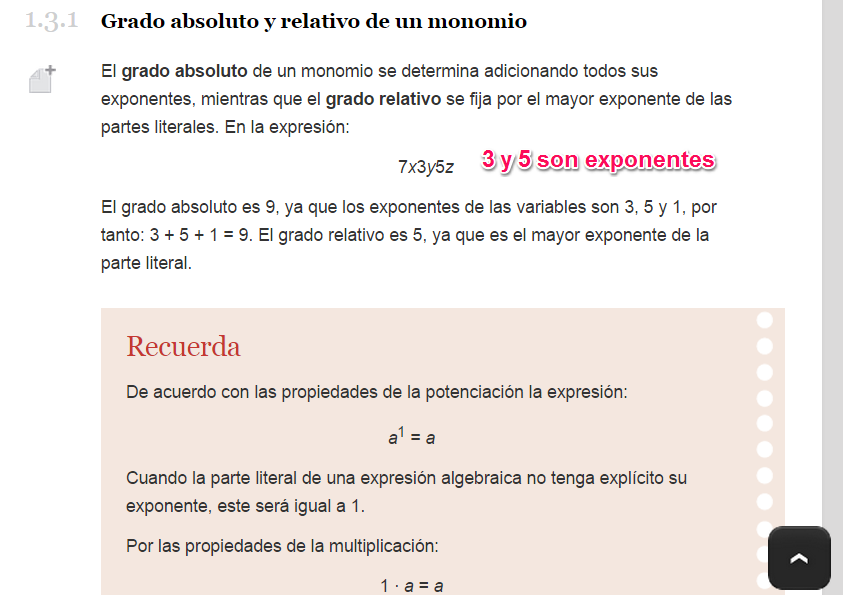 1.3.1 Grado absoluto y relativo de un monomio
El grado absoluto de un monomio se determina adicionando todos sus
exponentes, mientras que el grado relativo se fija por el mayor exponente de las
partes literales. En la expresión:
7x3y5z 3 y 5 son exponentes
El grado absoluto es 9, ya que los exponentes de las variables son 3, 5 y 1, por
tanto: 3 + 5 + 1 = 9. El grado relativo es 5, ya que es el mayor exponente de la
parte literal.
Recuerda
De acuerdo con las propiedades de la potenciación la expresión:
a¹ = a
Cuando la parte literal de una expresión algebraica no tenga explícito su
exponente, este será igual a 1.
Por las propiedades de la multiplicación:
1 · a = a